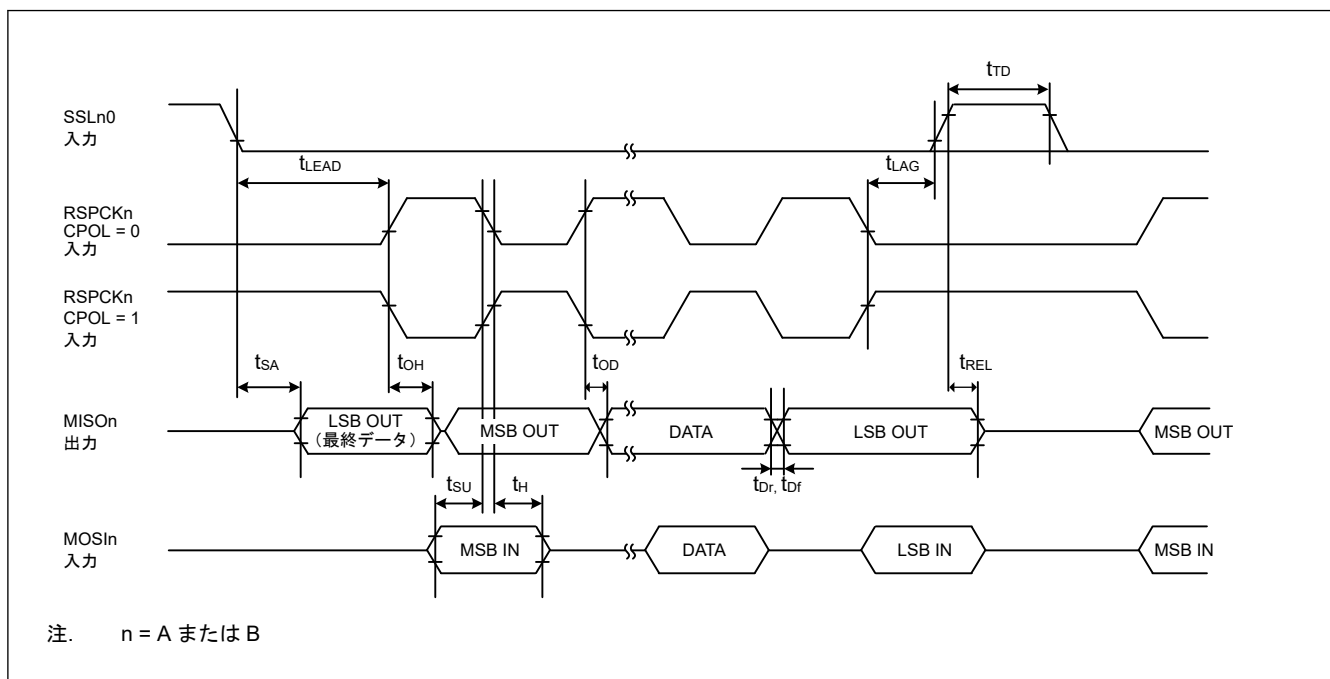 tTD
SSLn0
入力
tLEAD
tLAG
RSPCKn
CPOL = 0
入力
RSPCKn
CPOL = 1
入力
tSA
tOH
tOD
tREL
MISOn
出力
LSB OUT
(最終データ)
MSB OUT
DATA
LSB OUT
MSB OUT
tSU
tH
tDr, tDf
MOSIn
入力
MSB IN
DATA
LSB IN
MSB IN
注. n = A または B